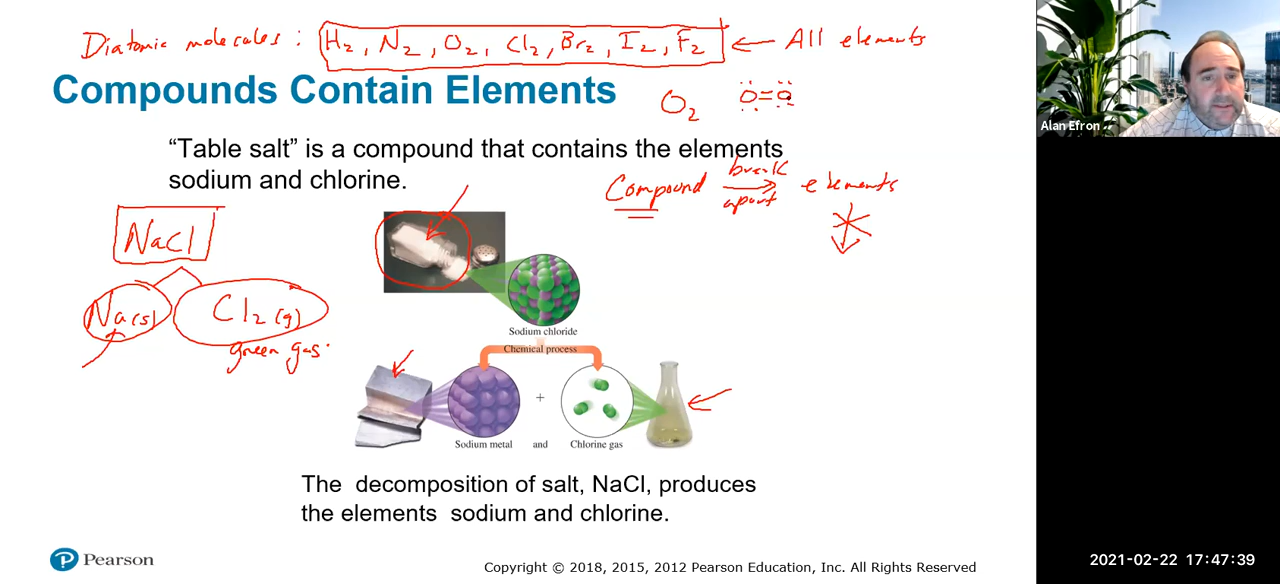 Diatomic molecules : H2, N2, O2, Cl2, Br2, I2, F2 ← All elements
Compounds Contain Elements
O2 O=O
Alan Efron
“Table salt” is a compound that contains the elements
sodium and chlorine.
Compound break apart → elements
NaCl
Na(s) Cl2(g)
green gas
Sodium chloride
Chemical process
+
Sodium metal and Chlorine gas
The decomposition of salt, NaCl, produces
the elements sodium and chlorine.
P Pearson
Copyright © 2018, 2015, 2012 Pearson Education, Inc. All Rights Reserved
2021-02-22 17:47:39